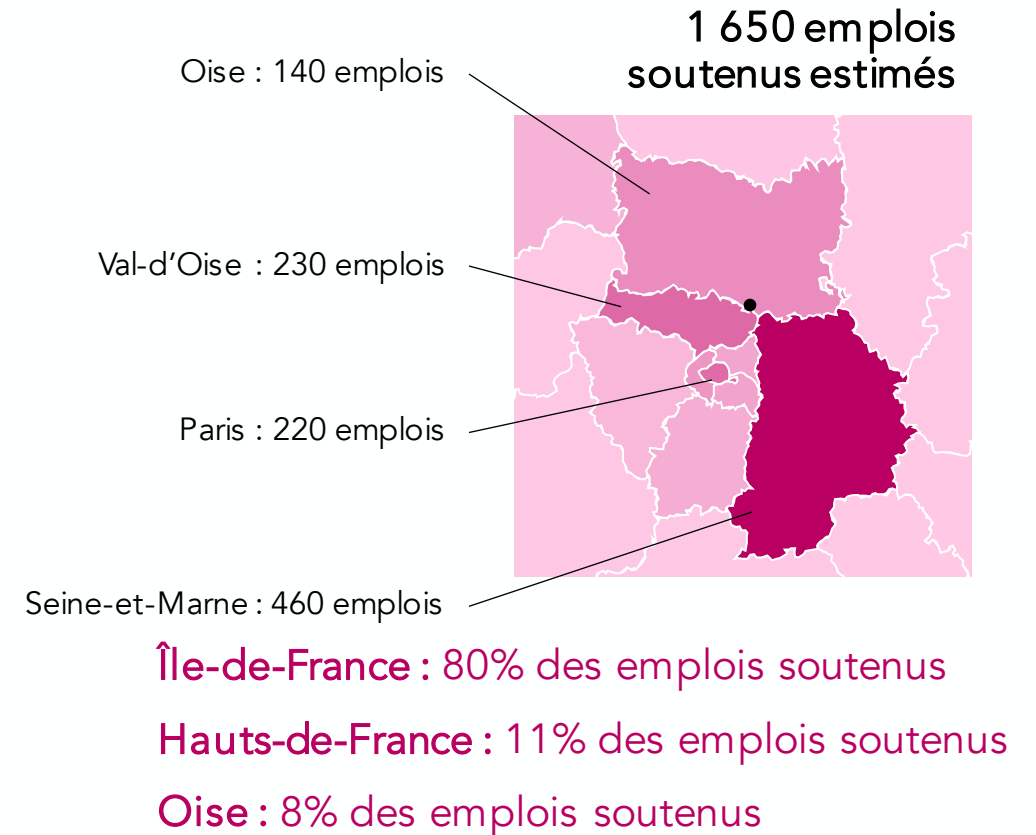 1 650 emplois
soutenus estimés
Oise : 140 emplois
Val-d’Oise : 230 emplois
Paris : 220 emplois
Seine-et-Marne : 460 emplois
Île-de-France : 80% des emplois soutenus
Hauts-de-France : 11% des emplois soutenus
Oise : 8% des emplois soutenus